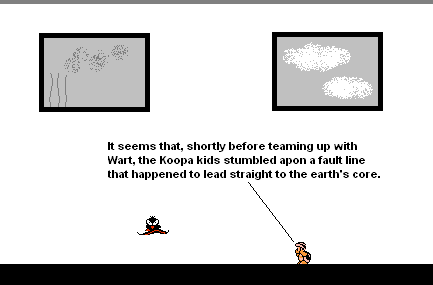 It seems that, shortly before teaming up with
Wart, the Koopa kids stumbled apon a fault line
that happened to lead straight to the earth's core.